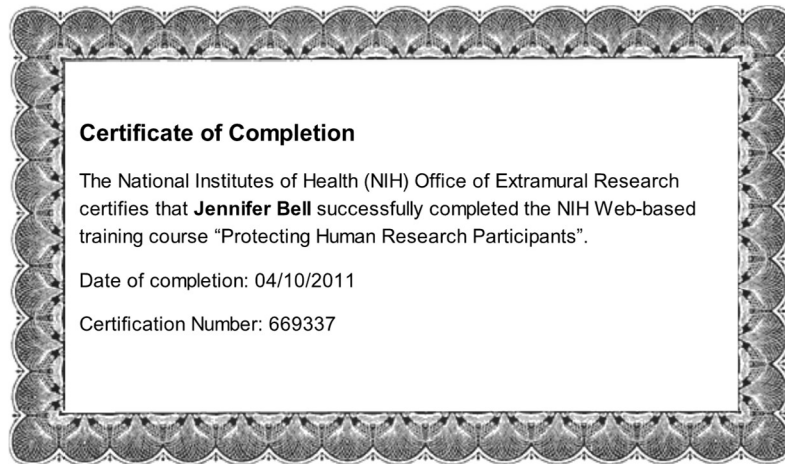 Certificate of Completion
The National Institutes of Health (NIH) Office of Extramural Research
certifies that Jennifer Bell successfully completed the NIH Web-based
training course “Protecting Human Research Participants”.
Date of completion: 04/10/2011
Certification Number: 669337